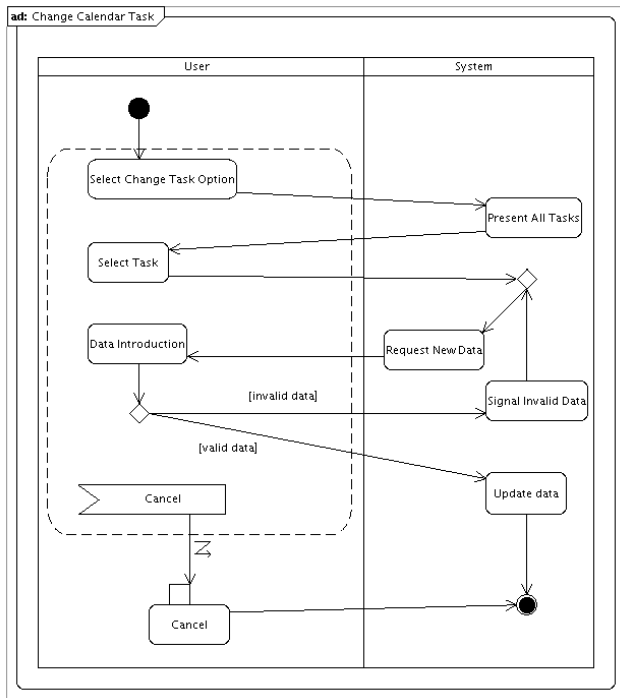 ad: Change Calendar Task
User
System
Select Change Task Option
Present All Tasks
Select Task
Data Introduction
Request New Data
[invalid data]
Signal Invalid Data
[valid data]
Cancel
Update data
Cancel